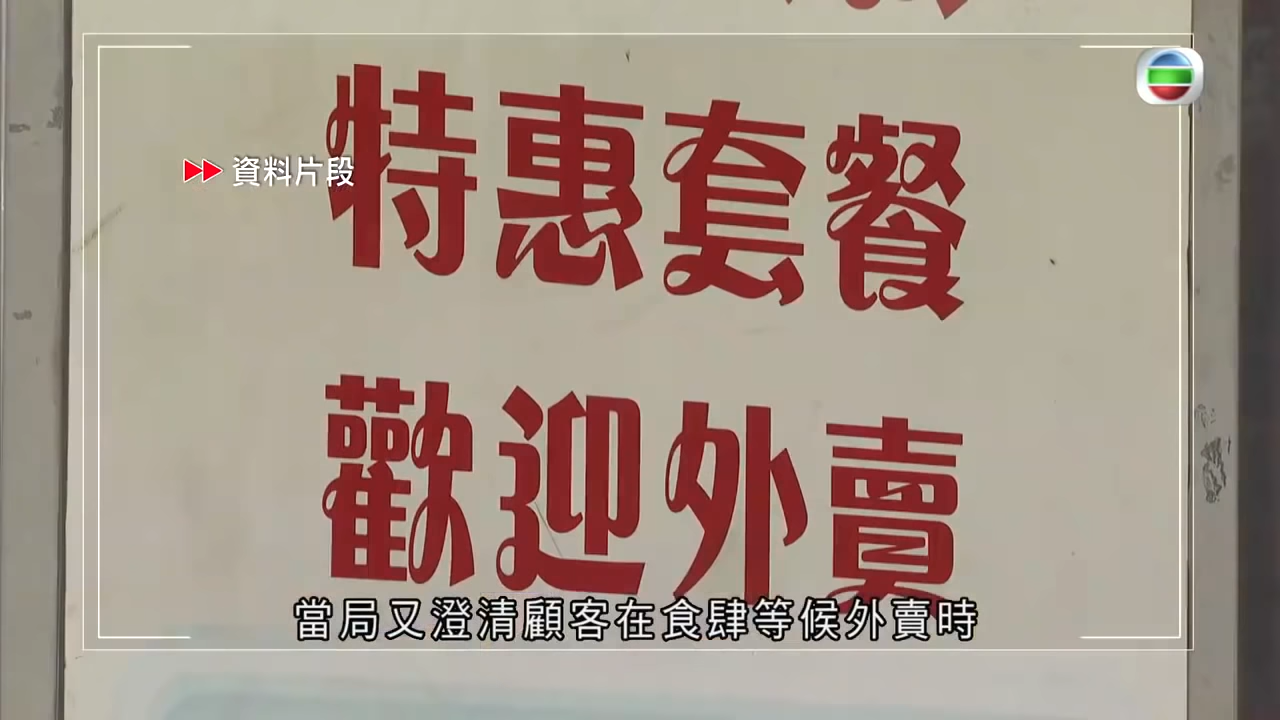 特惠套餐
資料片段
歡迎外賣
當局又澄清顧客在食肆等候外賣時